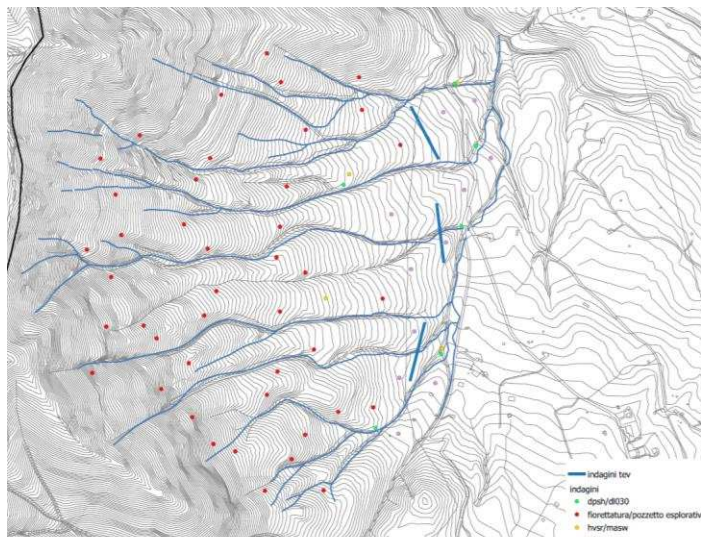 indagini tev
indagini
dpsh/dl030
fiorettatura/pozzetto esplorativ
hvsr/masw